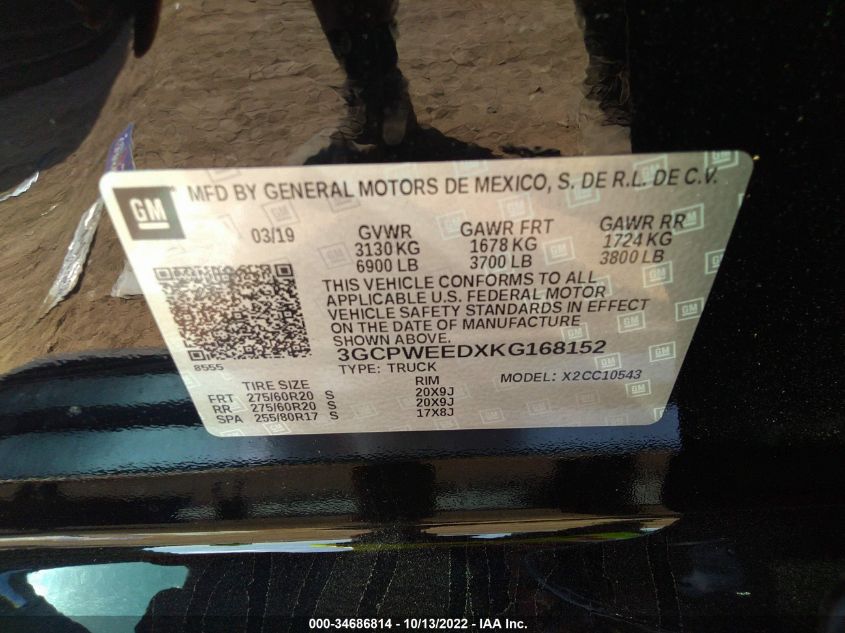 GM
MFD BY GENERAL MOTORS DE MEXICO, S. DE R.L. DE C.V.
03/19 GVWR GAWR FRT GAWR RR
3130 KG 1678 KG 1724 KG
6900 LB 3700 LB 3800 LB
THIS VEHICLE CONFORMS TO ALL
APPLICABLE U.S. FEDERAL MOTOR
VEHICLE SAFETY STANDARDS IN EFFECT
ON THE DATE OF MANUFACTURE
SHOWN ABOVE.
8555
3GCPWEEDXKG168152
TYPE: TRUCK MODEL: X2CC10543
TIRE SIZE RIM
FRT 275/60R20 S 20X9J
RR 275/60R20 S 20X9J
SPA 255/80R17 S 17X8J
000-34686814 - 10/13/2022 - IAA Inc.